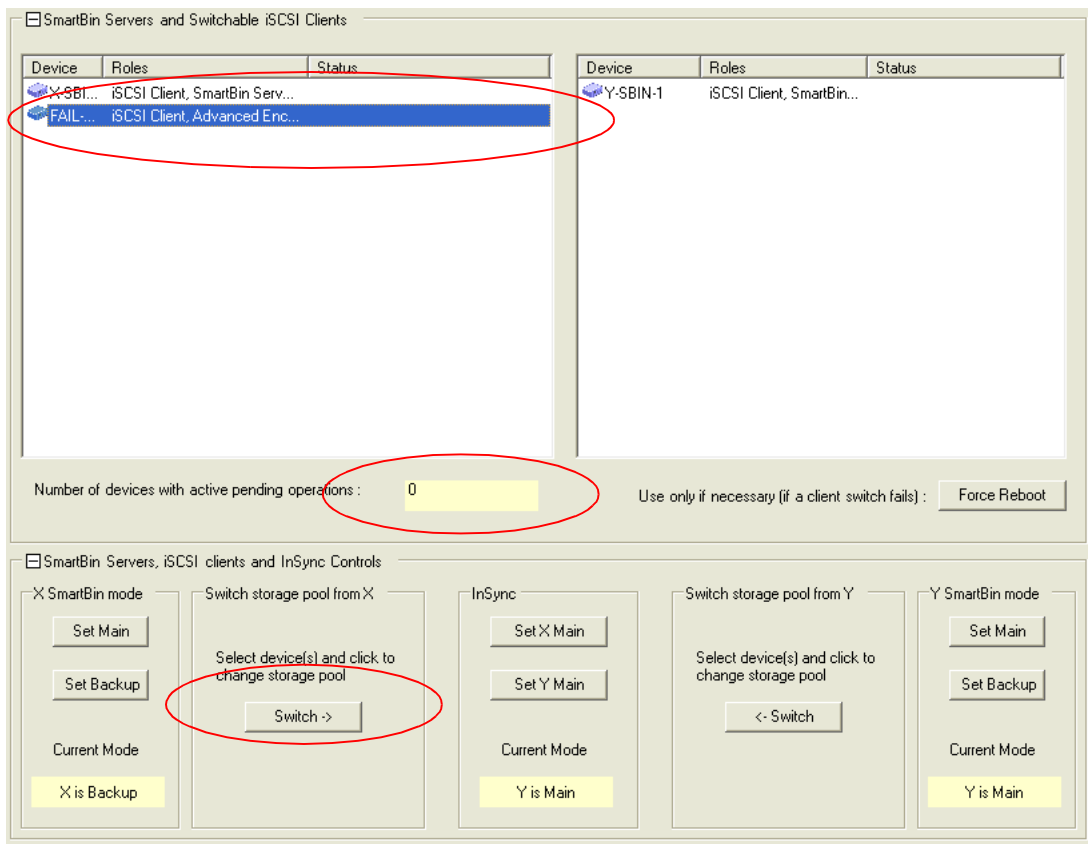 SmartBin Servers and Switchable iSCSI Clients
Device Roles Status
X-SBI... iSCSI Client, SmartBin Serv...
FAIL-... iSCSI Client, Advanced Enc...
Device Roles Status
Y-SBIN-1 iSCSI Client, SmartBin...
Number of devices with active pending operations : 0
Use only if necessary (if a client switch fails) : Force Reboot
SmartBin Servers, iSCSI clients and InSync Controls
X SmartBin mode
Set Main
Set Backup
Current Mode
X is Backup
Switch storage pool from X
Select device(s) and click to
change storage pool
Switch ->
InSync
Set X Main
Set Y Main
Current Mode
Y is Main
Switch storage pool from Y
Select device(s) and click to
change storage pool
<- Switch
Y SmartBin mode
Set Main
Set Backup
Current Mode
Y is Main